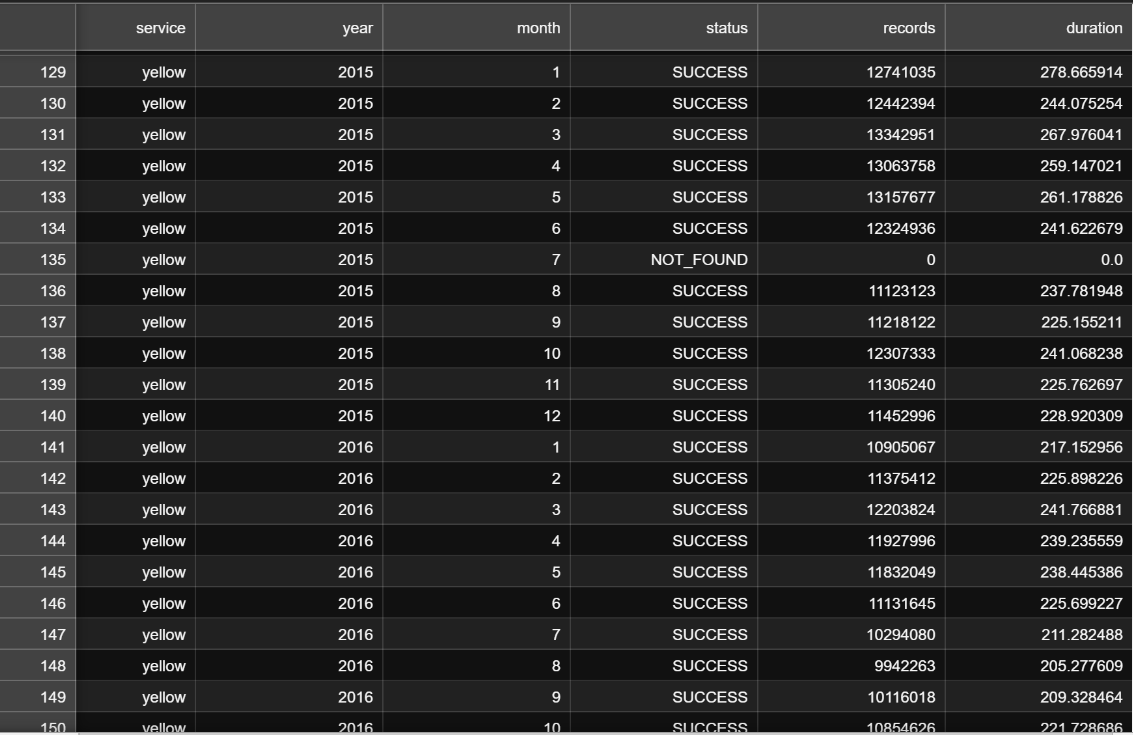 service year month status records duration
129 yellow 2015 1 SUCCESS 12741035 278.665914
130 yellow 2015 2 SUCCESS 12442394 244.075254
131 yellow 2015 3 SUCCESS 13342951 267.976041
132 yellow 2015 4 SUCCESS 13063758 259.147021
133 yellow 2015 5 SUCCESS 13157677 261.178826
134 yellow 2015 6 SUCCESS 12324936 241.622679
135 yellow 2015 7 NOT_FOUND 0 0.0
136 yellow 2015 8 SUCCESS 11123123 237.781948
137 yellow 2015 9 SUCCESS 11218122 225.155211
138 yellow 2015 10 SUCCESS 12307333 241.068238
139 yellow 2015 11 SUCCESS 11305240 225.762697
140 yellow 2015 12 SUCCESS 11452996 228.920309
141 yellow 2016 1 SUCCESS 10905067 217.152956
142 yellow 2016 2 SUCCESS 11375412 225.898226
143 yellow 2016 3 SUCCESS 12203824 241.766881
144 yellow 2016 4 SUCCESS 11927996 239.235559
145 yellow 2016 5 SUCCESS 11832049 238.445386
146 yellow 2016 6 SUCCESS 11131645 225.699227
147 yellow 2016 7 SUCCESS 10294080 211.282488
148 yellow 2016 8 SUCCESS 9942263 205.277609
149 yellow 2016 9 SUCCESS 10116018 209.328464
150 yellow 2016 10 SUCCESS 10854626 221.728686